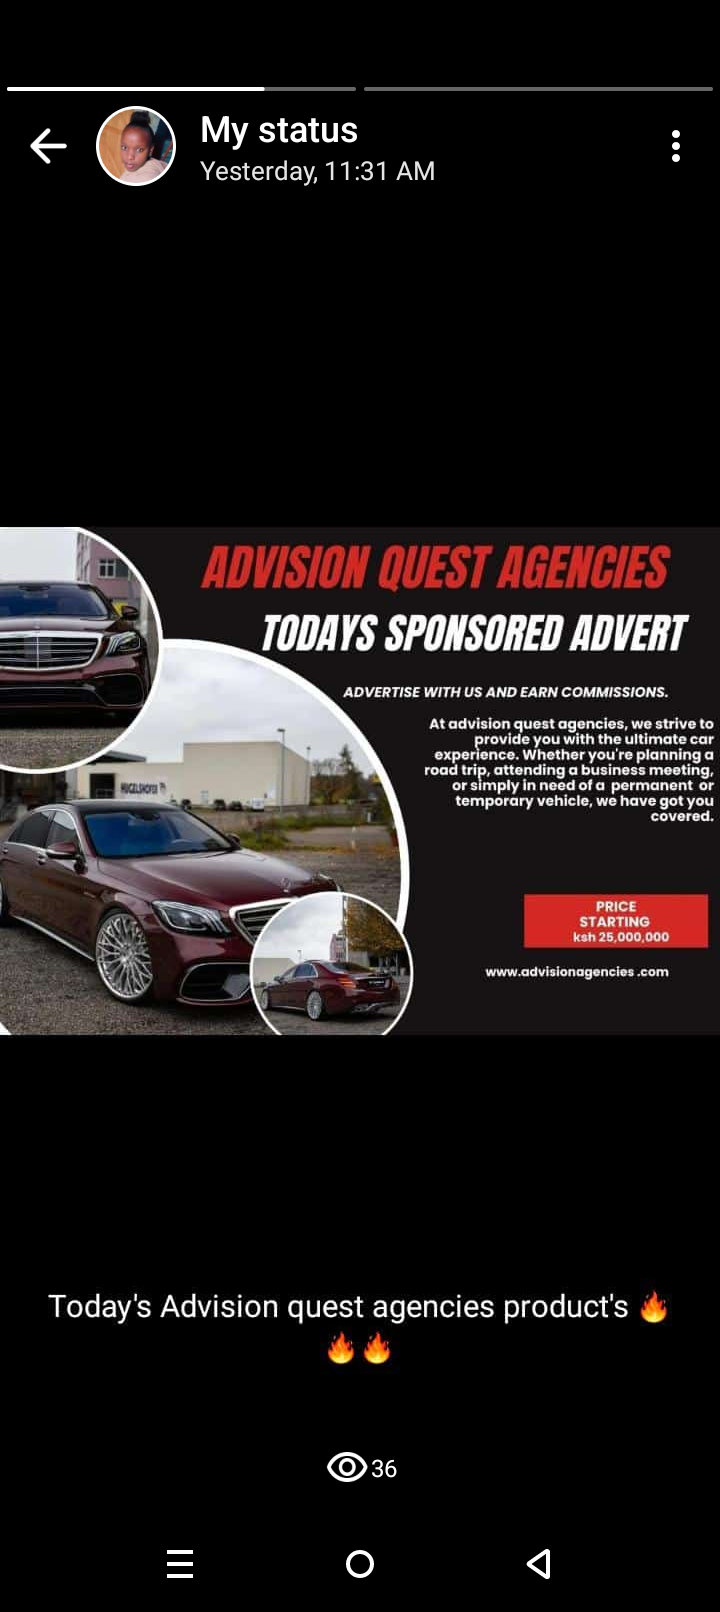 My status
Yesterday, 11:31 AM
ADVISION QUEST AGENCIES
TODAYS SPONSORED ADVERT
ADVERTISE WITH US AND EARN COMMISSIONS.
At advision quest agencies, we strive to
provide you with the ultimate car
experience. Whether you're planning a
road trip, attending a business meeting,
or simply in need of a permanent or
temporary vehicle, we have got you
covered.
HUGELSHOFER
PRICE
STARTING
ksh 25,000,000
www.advisionagencies .com
Today's Advision quest agencies product's 🔥
🔥🔥
36